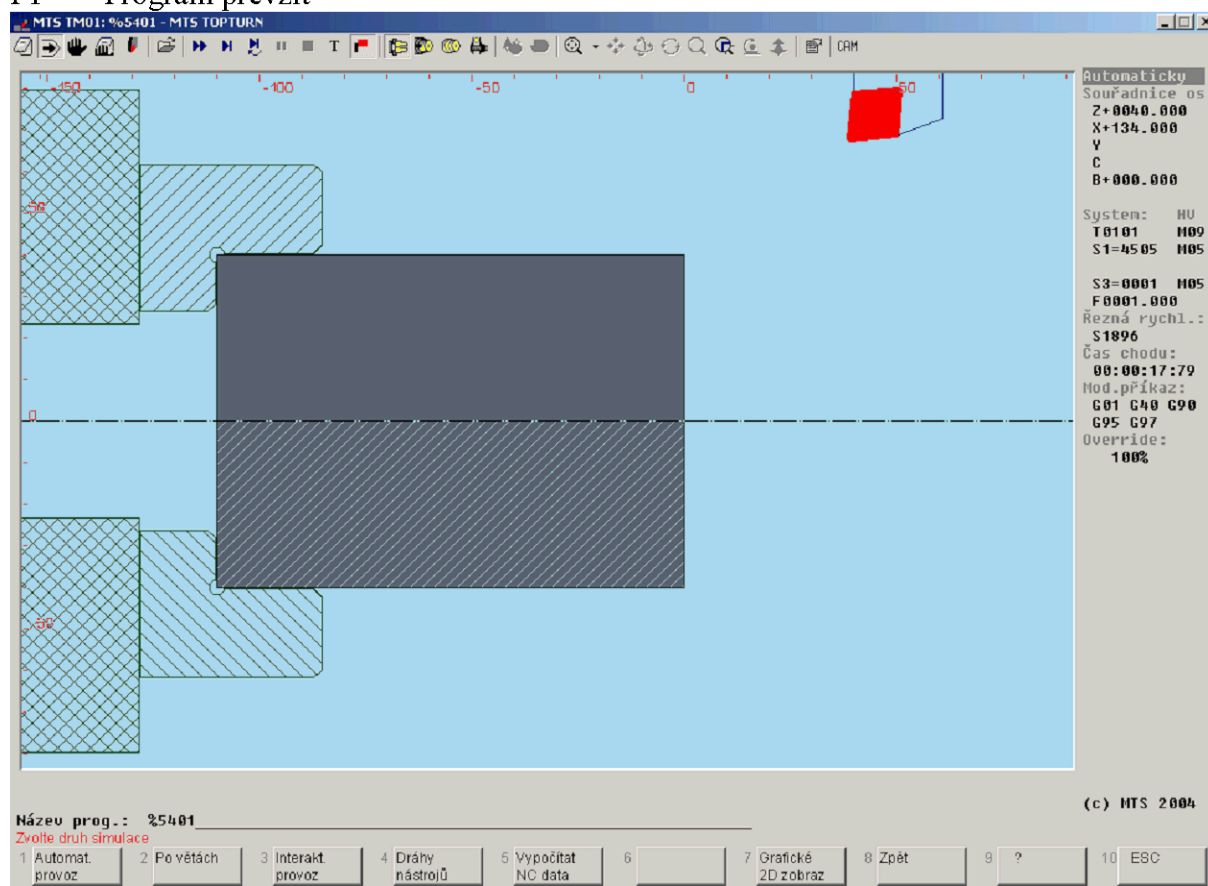 F1 Program převzít
MTS TM01: %5401 - MTS TOPTURN
T CAM
-150 -100 -50 0 50
50
0
-50
Automaticky
Souřadnice os
Z+0040.000
X+134.000
Y
C
B+000.000
System: HV
T0101 M09
S1=4505 M05
S3=0001 M05
F0001.000
Řezná rychl.:
S1896
Čas chodu:
00:00:17:79
Mod.příkaz:
G01 G40 G90
G95 G97
Override:
100%
(c) MTS 2004
Název prog.: %5401
Zvolte druh simulace
1 Automat. provoz 2 Po větách 3 Interakt. provoz 4 Dráhy nástrojů 5 Vypočítat NC data 6 7 Grafické 2D zobraz 8 Zpět 9 ? 10 ESC